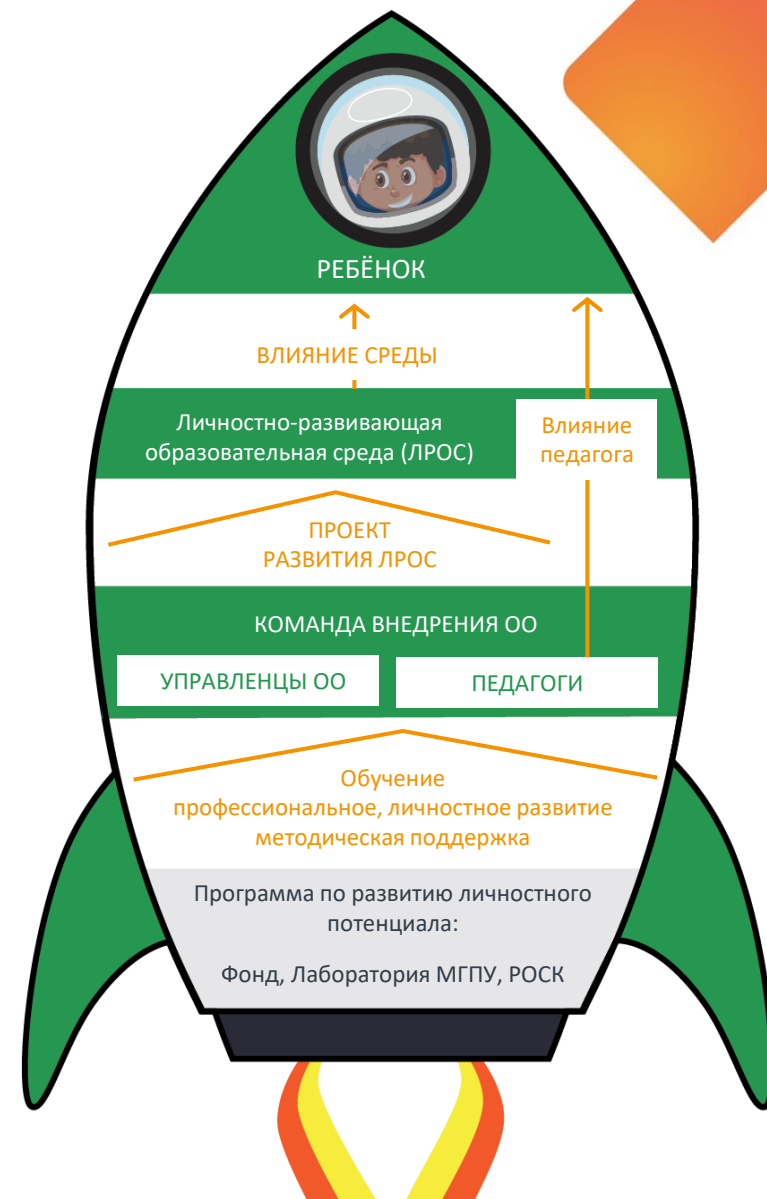 РЕБЁНОК
ВЛИЯНИЕ СРЕДЫ
Личностно-развивающая
образовательная среда (ЛРОС)
Влияние
педагога
ПРОЕКТ
РАЗВИТИЯ ЛРОС
КОМАНДА ВНЕДРЕНИЯ ОО
УПРАВЛЕНЦЫ ОО
ПЕДАГОГИ
Обучение
профессиональное, личностное развитие
методическая поддержка
Программа по развитию личностного
потенциала:
Фонд, Лаборатория МГПУ, РОСК